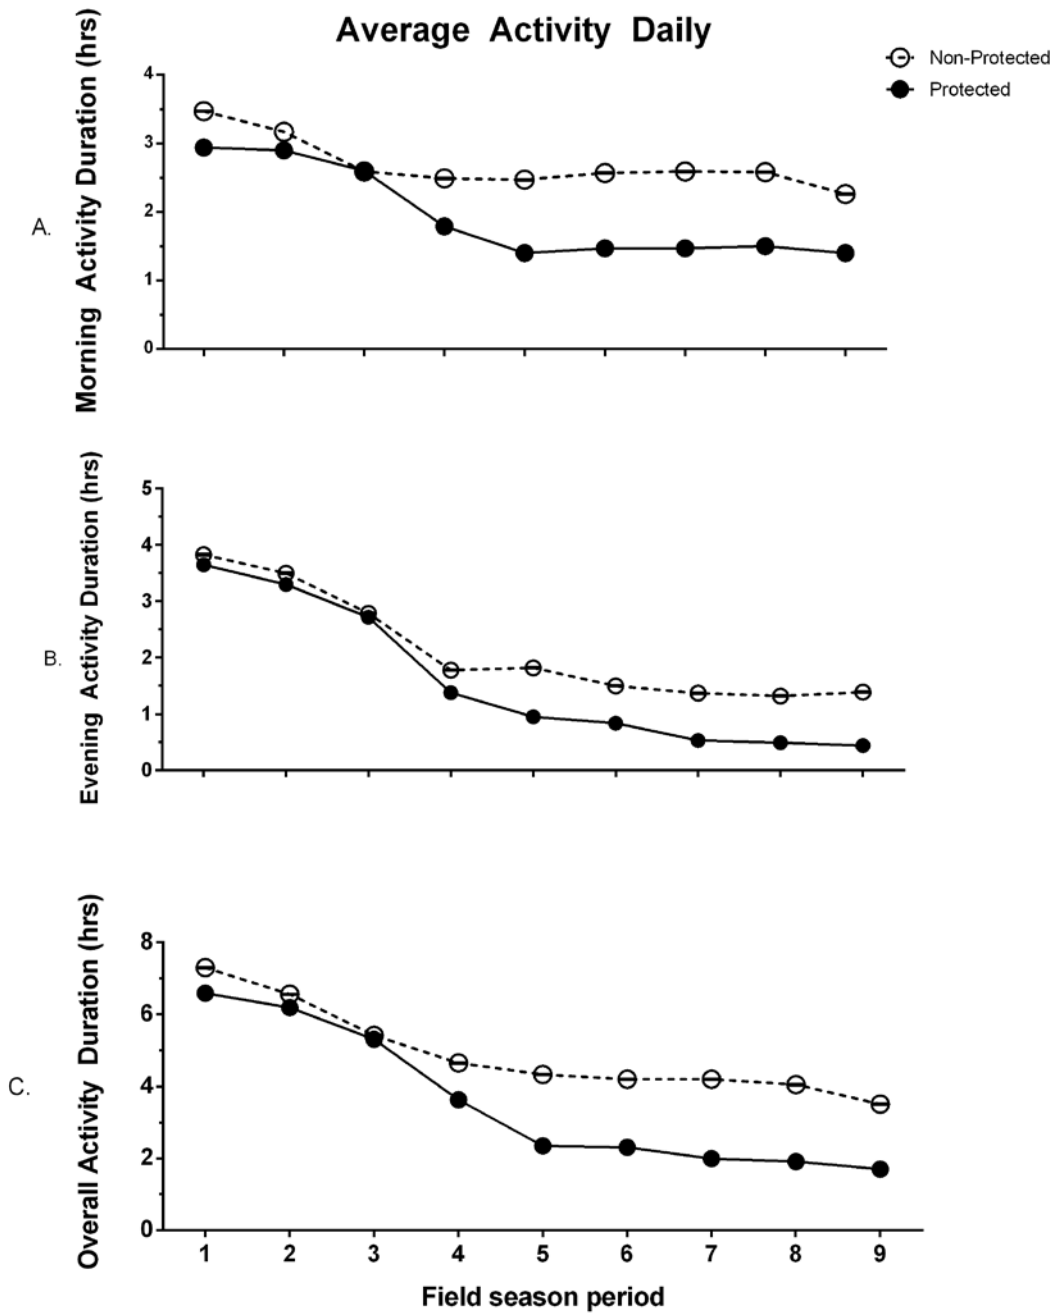 Average Activity Daily
Non-Protected
Protected
A.
Morning Activity Duration (hrs)
4
3
2
1
0
B.
Evening Activity Duration (hrs)
5
4
3
2
1
0
C.
Overall Activity Duration (hrs)
8
6
4
2
0
1 2 3 4 5 6 7 8 9
Field season period